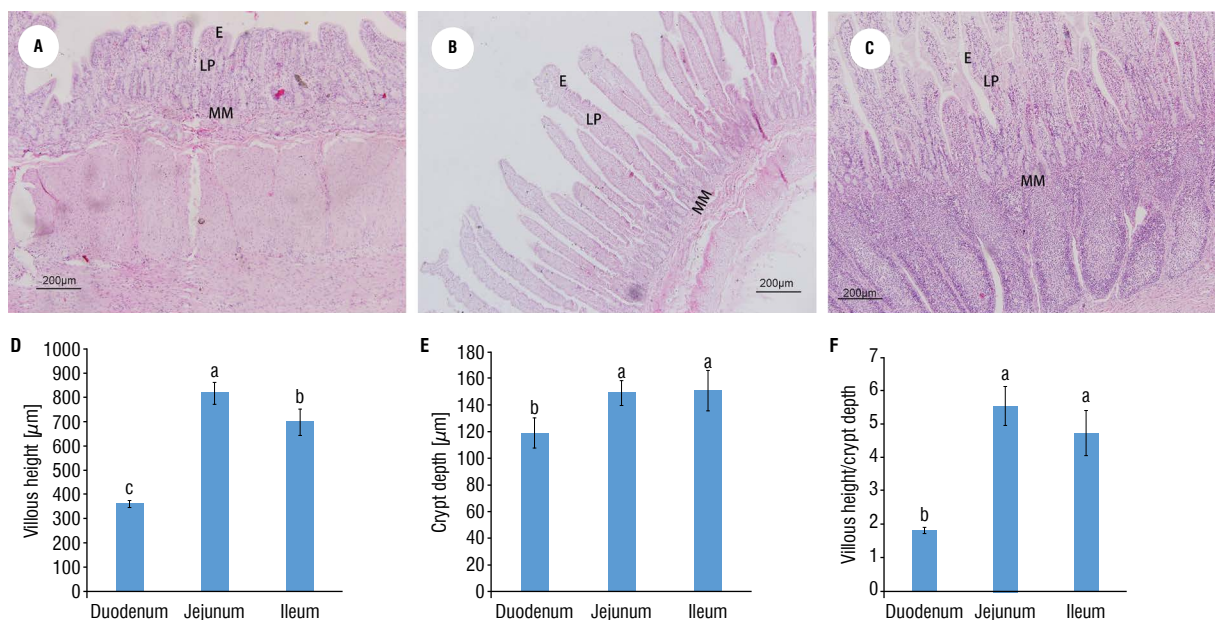 A
E
LP
MM
200µm
B
E
LP
MM
200µm
C
E
LP
MM
200µm
D
Villous height [µm]
1000
900
800
700
600
500
400
300
200
100
0
c
a
b
Duodenum Jejunum Ileum
E
Crypt depth [µm]
180
160
140
120
100
80
60
40
20
0
b
a
a
Duodenum Jejunum Ileum
F
Villous height/crypt depth
7
6
5
4
3
2
1
0
b
a
a
Duodenum Jejunum Ileum